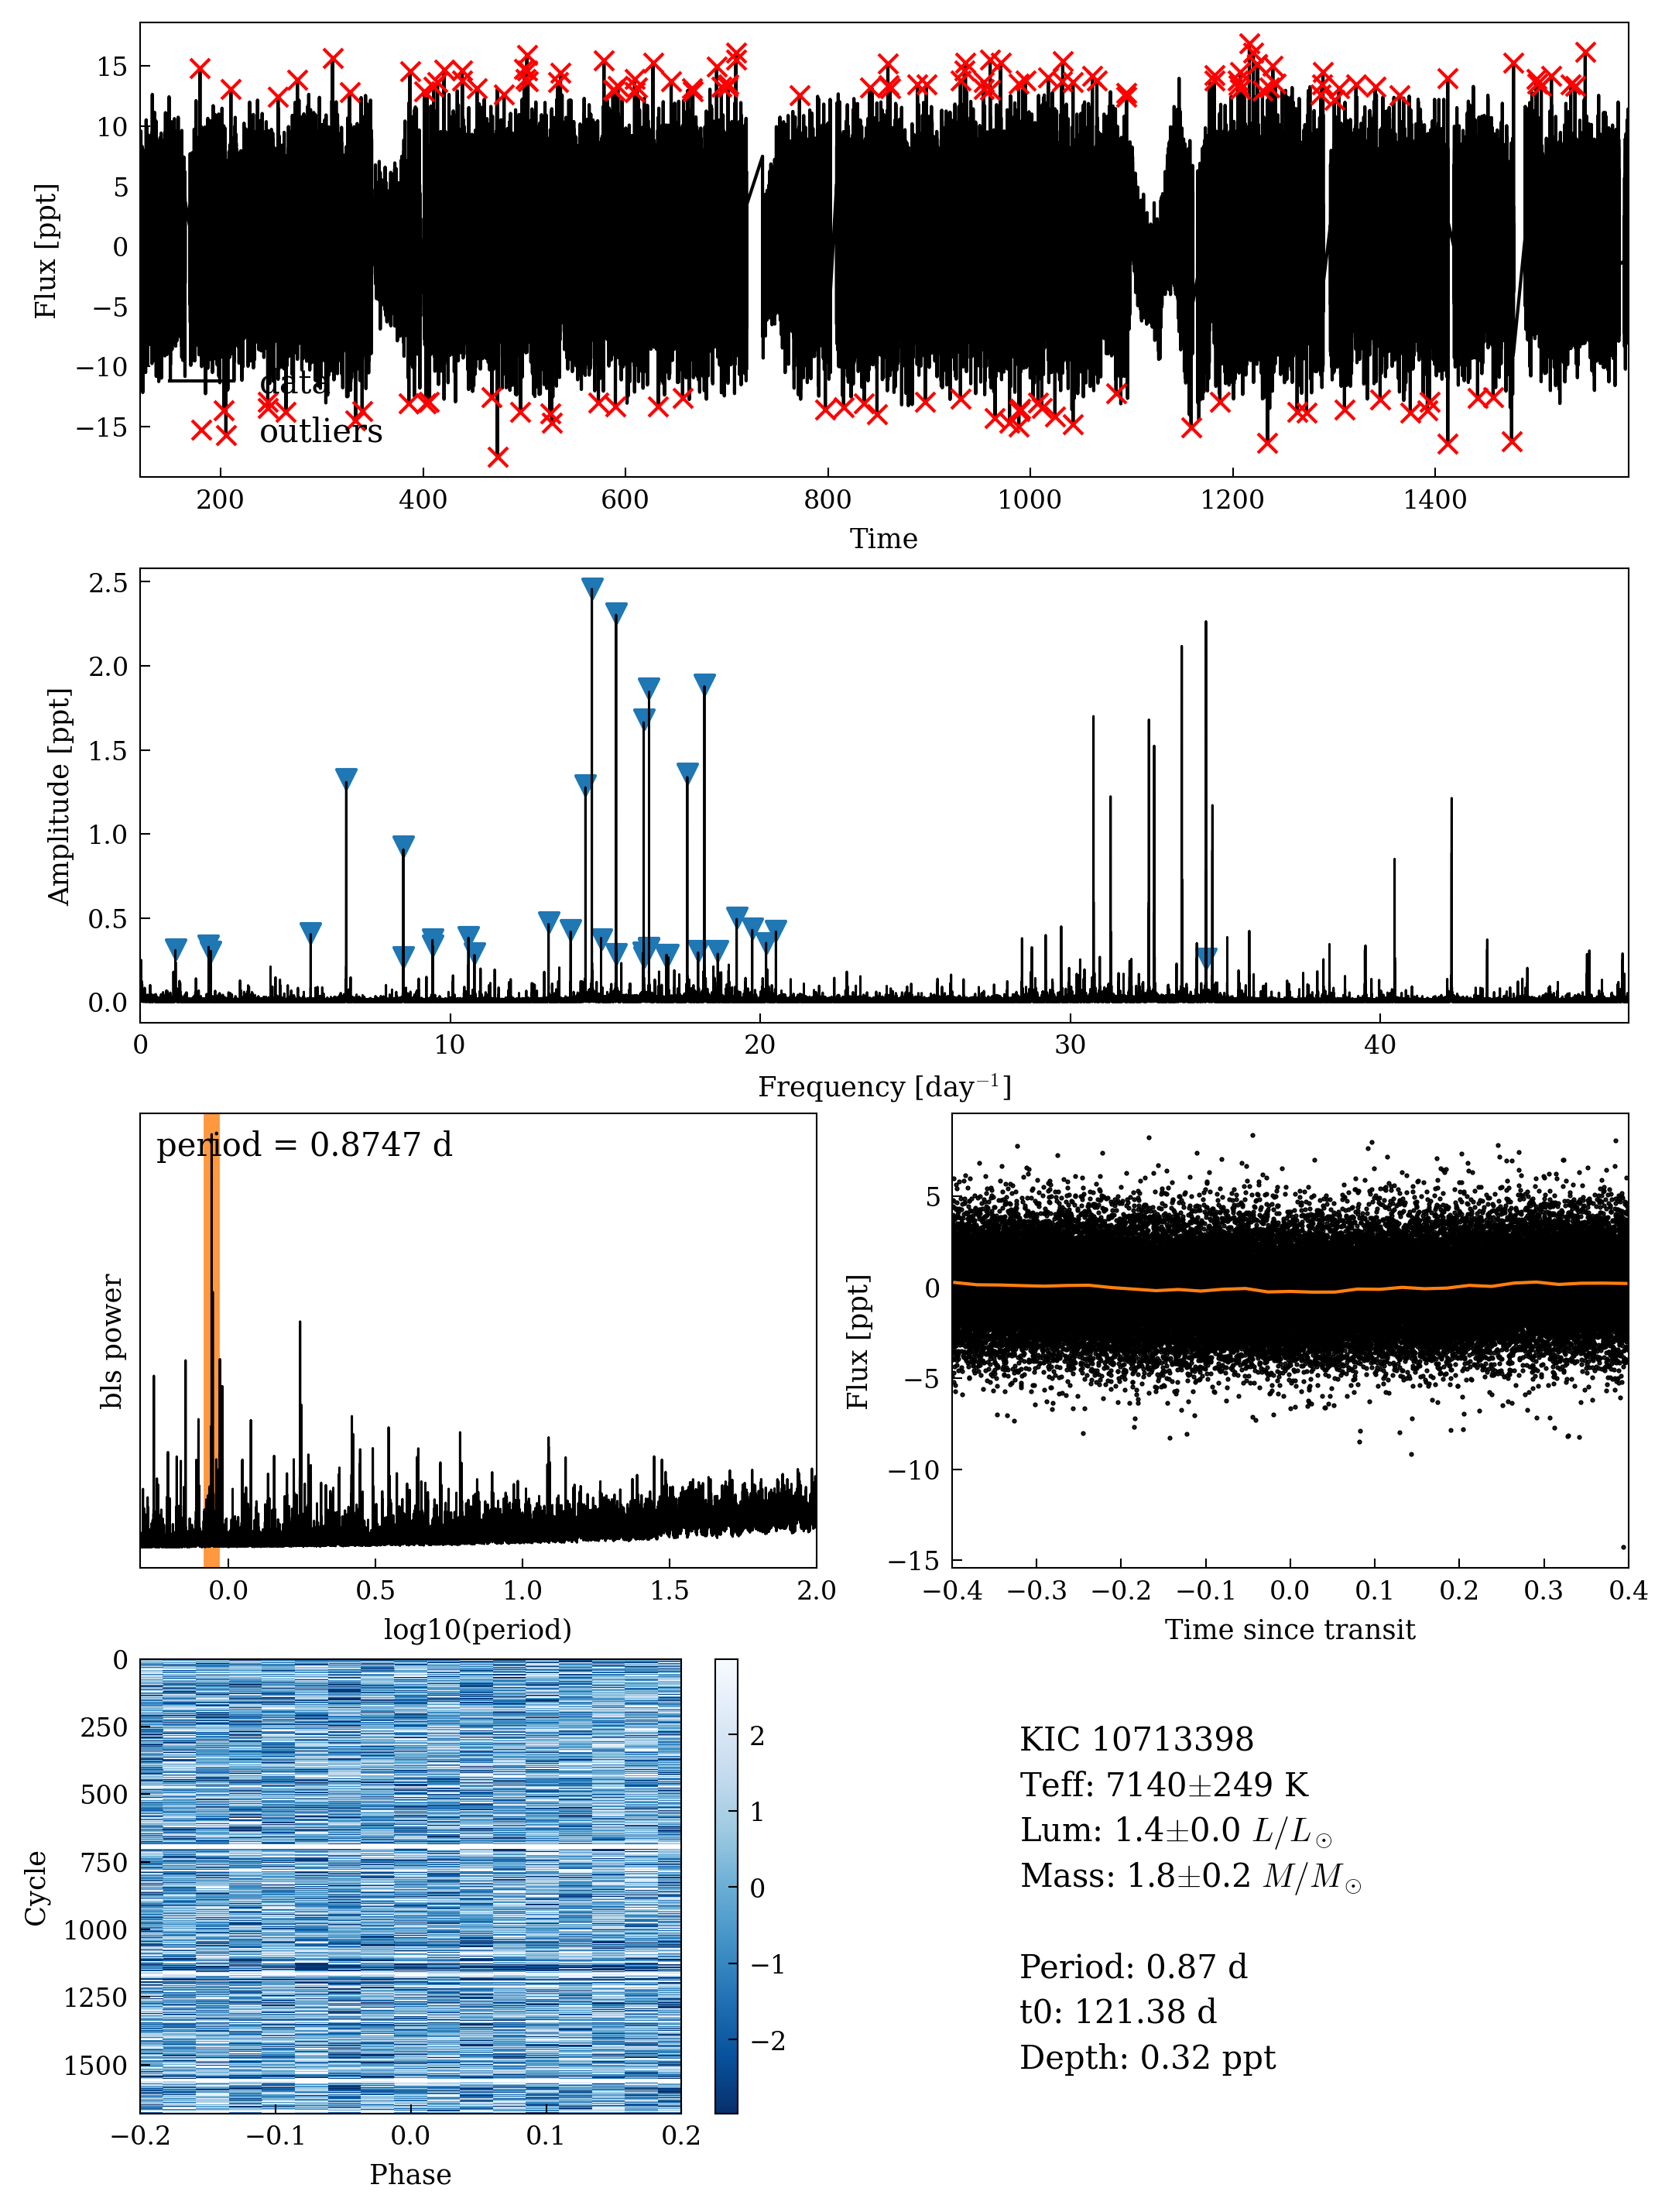 15
10
5
0
−5
−10
−15
Flux [ppt]
data
outliers
200 400 600 800 1000 1200 1400
Time
2.5
2.0
1.5
1.0
0.5
0.0
Amplitude [ppt]
0 10 20 30 40
Frequency [day⁻¹]
period = 0.8747 d
bls power
0.0 0.5 1.0 1.5 2.0
log10(period)
5
0
−5
−10
−15
Flux [ppt]
−0.4 −0.3 −0.2 −0.1 0.0 0.1 0.2 0.3 0.4
Time since transit
0
250
500
750
1000
1250
1500
Cycle
−0.2 −0.1 0.0 0.1 0.2
Phase
2
1
0
−1
−2
KIC 10713398
Teff: 7140±249 K
Lum: 1.4±0.0 L/L☉
Mass: 1.8±0.2 M/M☉
Period: 0.87 d
t0: 121.38 d
Depth: 0.32 ppt